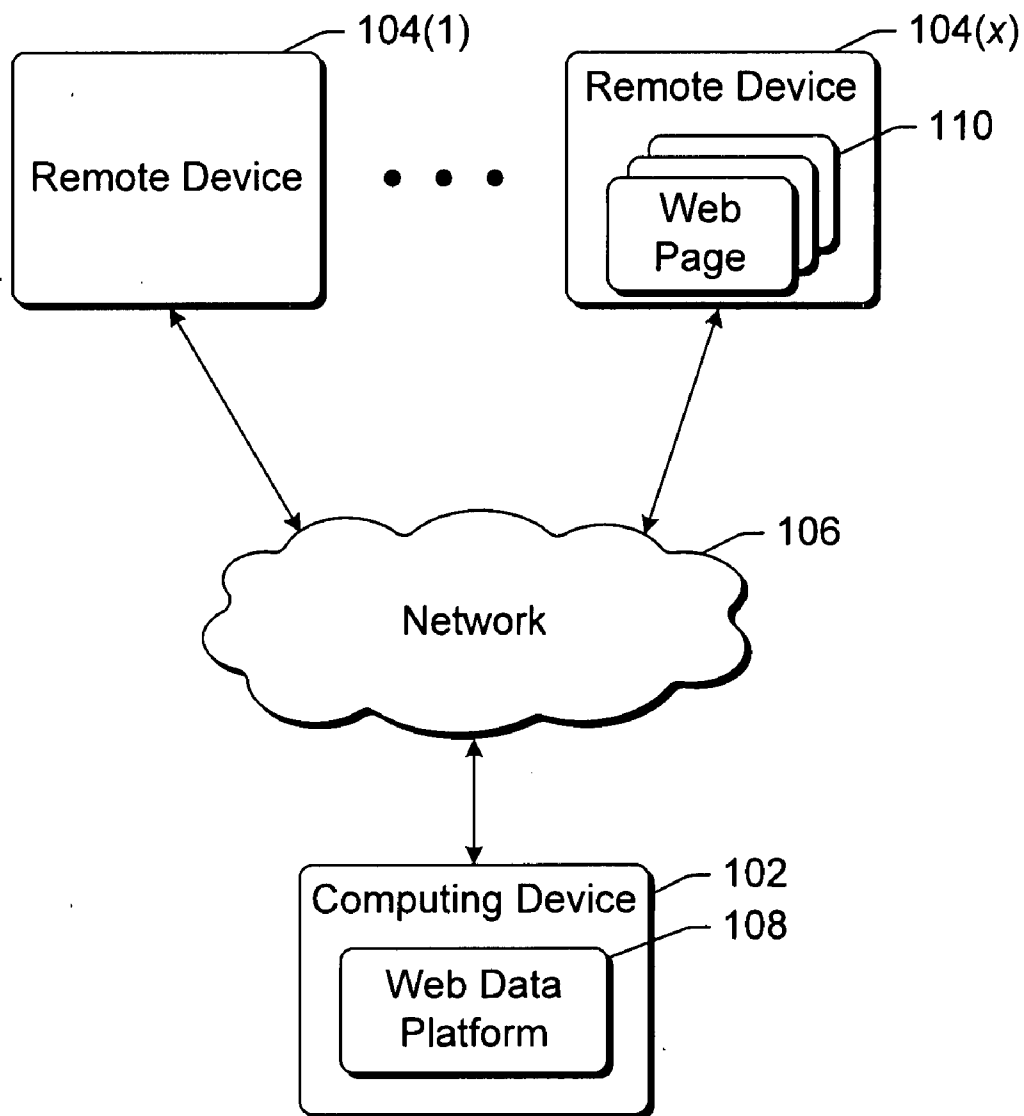 104(1)
104(x)
Remote Device
Remote Device
110
Web
Page
106
Network
Computing Device
102
108
Web Data
Platform